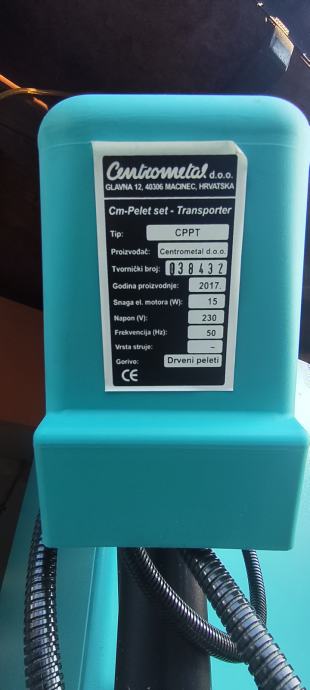 Centrometal d.o.o.
GLAVNA 12, 40306 MACINEC, HRVATSKA
Cm-Pelet set - Transporter
Tip: CPPT
Proizvođač: Centrometal d.o.o.
Tvornički broj: 038432
Godina proizvodnje: 2017.
Snaga el. motora (W): 15
Napon (V): 230
Frekvencija (Hz): 50
Vrsta struje: ~
Gorivo: Drveni peleti
CE